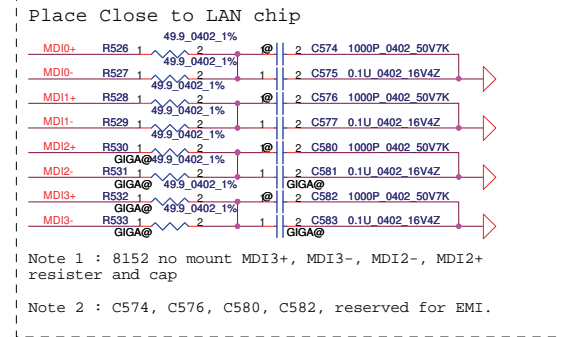 Place Close to LAN chip
49.9_0402_1%
MDI0+ R526 1 2 1@ 2 C574 1000P_0402_50V7K
49.9_0402_1%
MDI0- R527 1 2 1 2 C575 0.1U_0402_16V4Z
49.9_0402_1%
MDI1+ R528 1 2 1@ 2 C576 1000P_0402_50V7K
49.9_0402_1%
MDI1- R529 1 2 1 2 C577 0.1U_0402_16V4Z
49.9_0402_1%
MDI2+ R530 1 2 1@ 2 C580 1000P_0402_50V7K
GIGA@ 49.9_0402_1%
MDI2- R531 1 2 1 2 C581 0.1U_0402_16V4Z
GIGA@ 49.9_0402_1% GIGA@
MDI3+ R532 1 2 1@ 2 C582 1000P_0402_50V7K
GIGA@ 49.9_0402_1%
MDI3- R533 1 2 1 2 C583 0.1U_0402_16V4Z
GIGA@ GIGA@
Note 1 : 8152 no mount MDI3+, MDI3-, MDI2-, MDI2+
resister and cap
Note 2 : C574, C576, C580, C582, reserved for EMI.